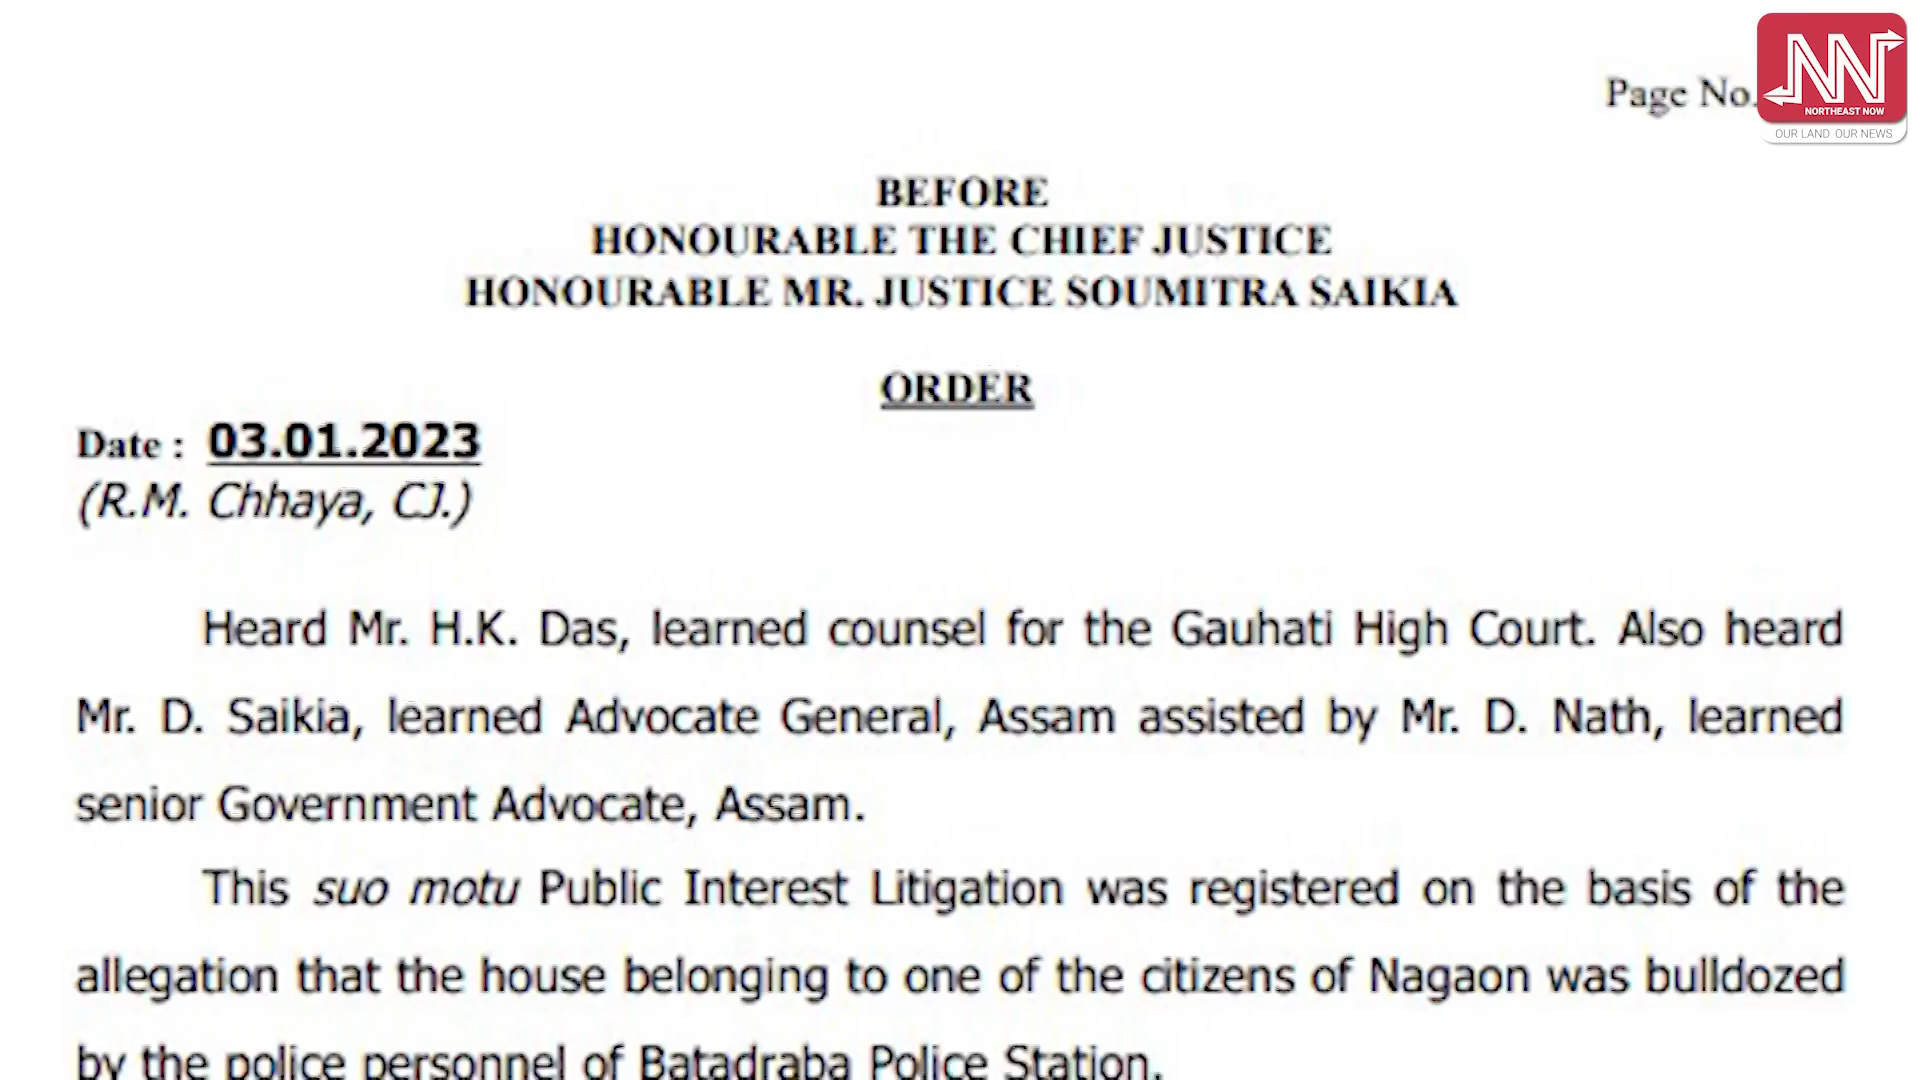 Page No.
NORTHEAST NOW
OUR LAND OUR NEWS
BEFORE
HONOURABLE THE CHIEF JUSTICE
HONOURABLE MR. JUSTICE SOUMITRA SAIKIA
ORDER
Date : 03.01.2023
(R.M. Chhaya, CJ.)
Heard Mr. H.K. Das, learned counsel for the Gauhati High Court. Also heard
Mr. D. Saikia, learned Advocate General, Assam assisted by Mr. D. Nath, learned
senior Government Advocate, Assam.
This suo motu Public Interest Litigation was registered on the basis of the
allegation that the house belonging to one of the citizens of Nagaon was bulldozed
by the police personnel of Batadraba Police Station.